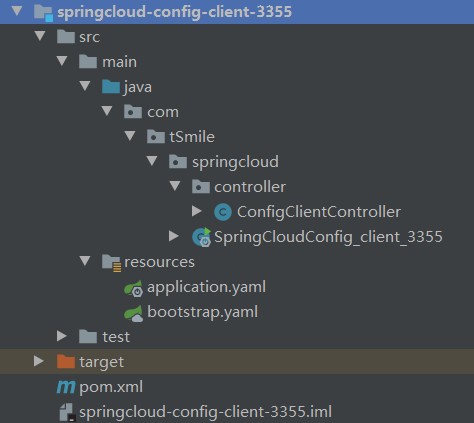 springcloud-config-client-3355
src
main
java
com
tSmile
springcloud
controller
ConfigClientController
SpringCloudConfig_client_3355
resources
application.yaml
bootstrap.yaml
test
target
pom.xml
springcloud-config-client-3355.iml